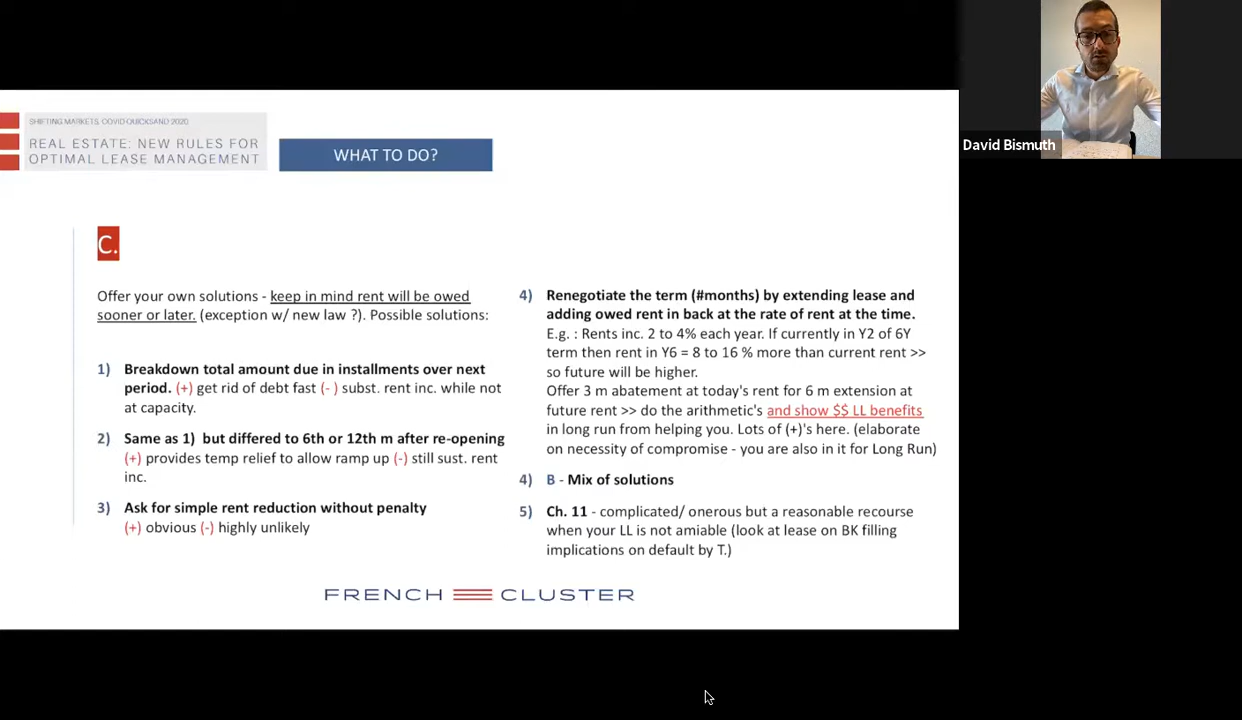 SHIFTING MARKETS, COVID QUICKSAND 2020
REAL ESTATE: NEW RULES FOR
OPTIMAL LEASE MANAGEMENT
WHAT TO DO?
David Bismuth
C.
Offer your own solutions - keep in mind rent will be owed
sooner or later. (exception w/ new law ?). Possible solutions:
1) Breakdown total amount due in installments over next
period. (+) get rid of debt fast (- ) subst. rent inc. while not
at capacity.
2) Same as 1) but differed to 6th or 12th m after re-opening
(+) provides temp relief to allow ramp up (-) still sust. rent
inc.
3) Ask for simple rent reduction without penalty
(+) obvious (-) highly unlikely
4) Renegotiate the term (#months) by extending lease and
adding owed rent in back at the rate of rent at the time.
E.g. : Rents inc. 2 to 4% each year. If currently in Y2 of 6Y
term then rent in Y6 = 8 to 16 % more than current rent >>
so future will be higher.
Offer 3 m abatement at today's rent for 6 m extension at
future rent >> do the arithmetic's and show $$ LL benefits
in long run from helping you. Lots of (+)'s here. (elaborate
on necessity of compromise - you are also in it for Long Run)
4) B - Mix of solutions
5) Ch. 11 - complicated/ onerous but a reasonable recourse
when your LL is not amiable (look at lease on BK filling
implications on default by T.)
FRENCH CLUSTER